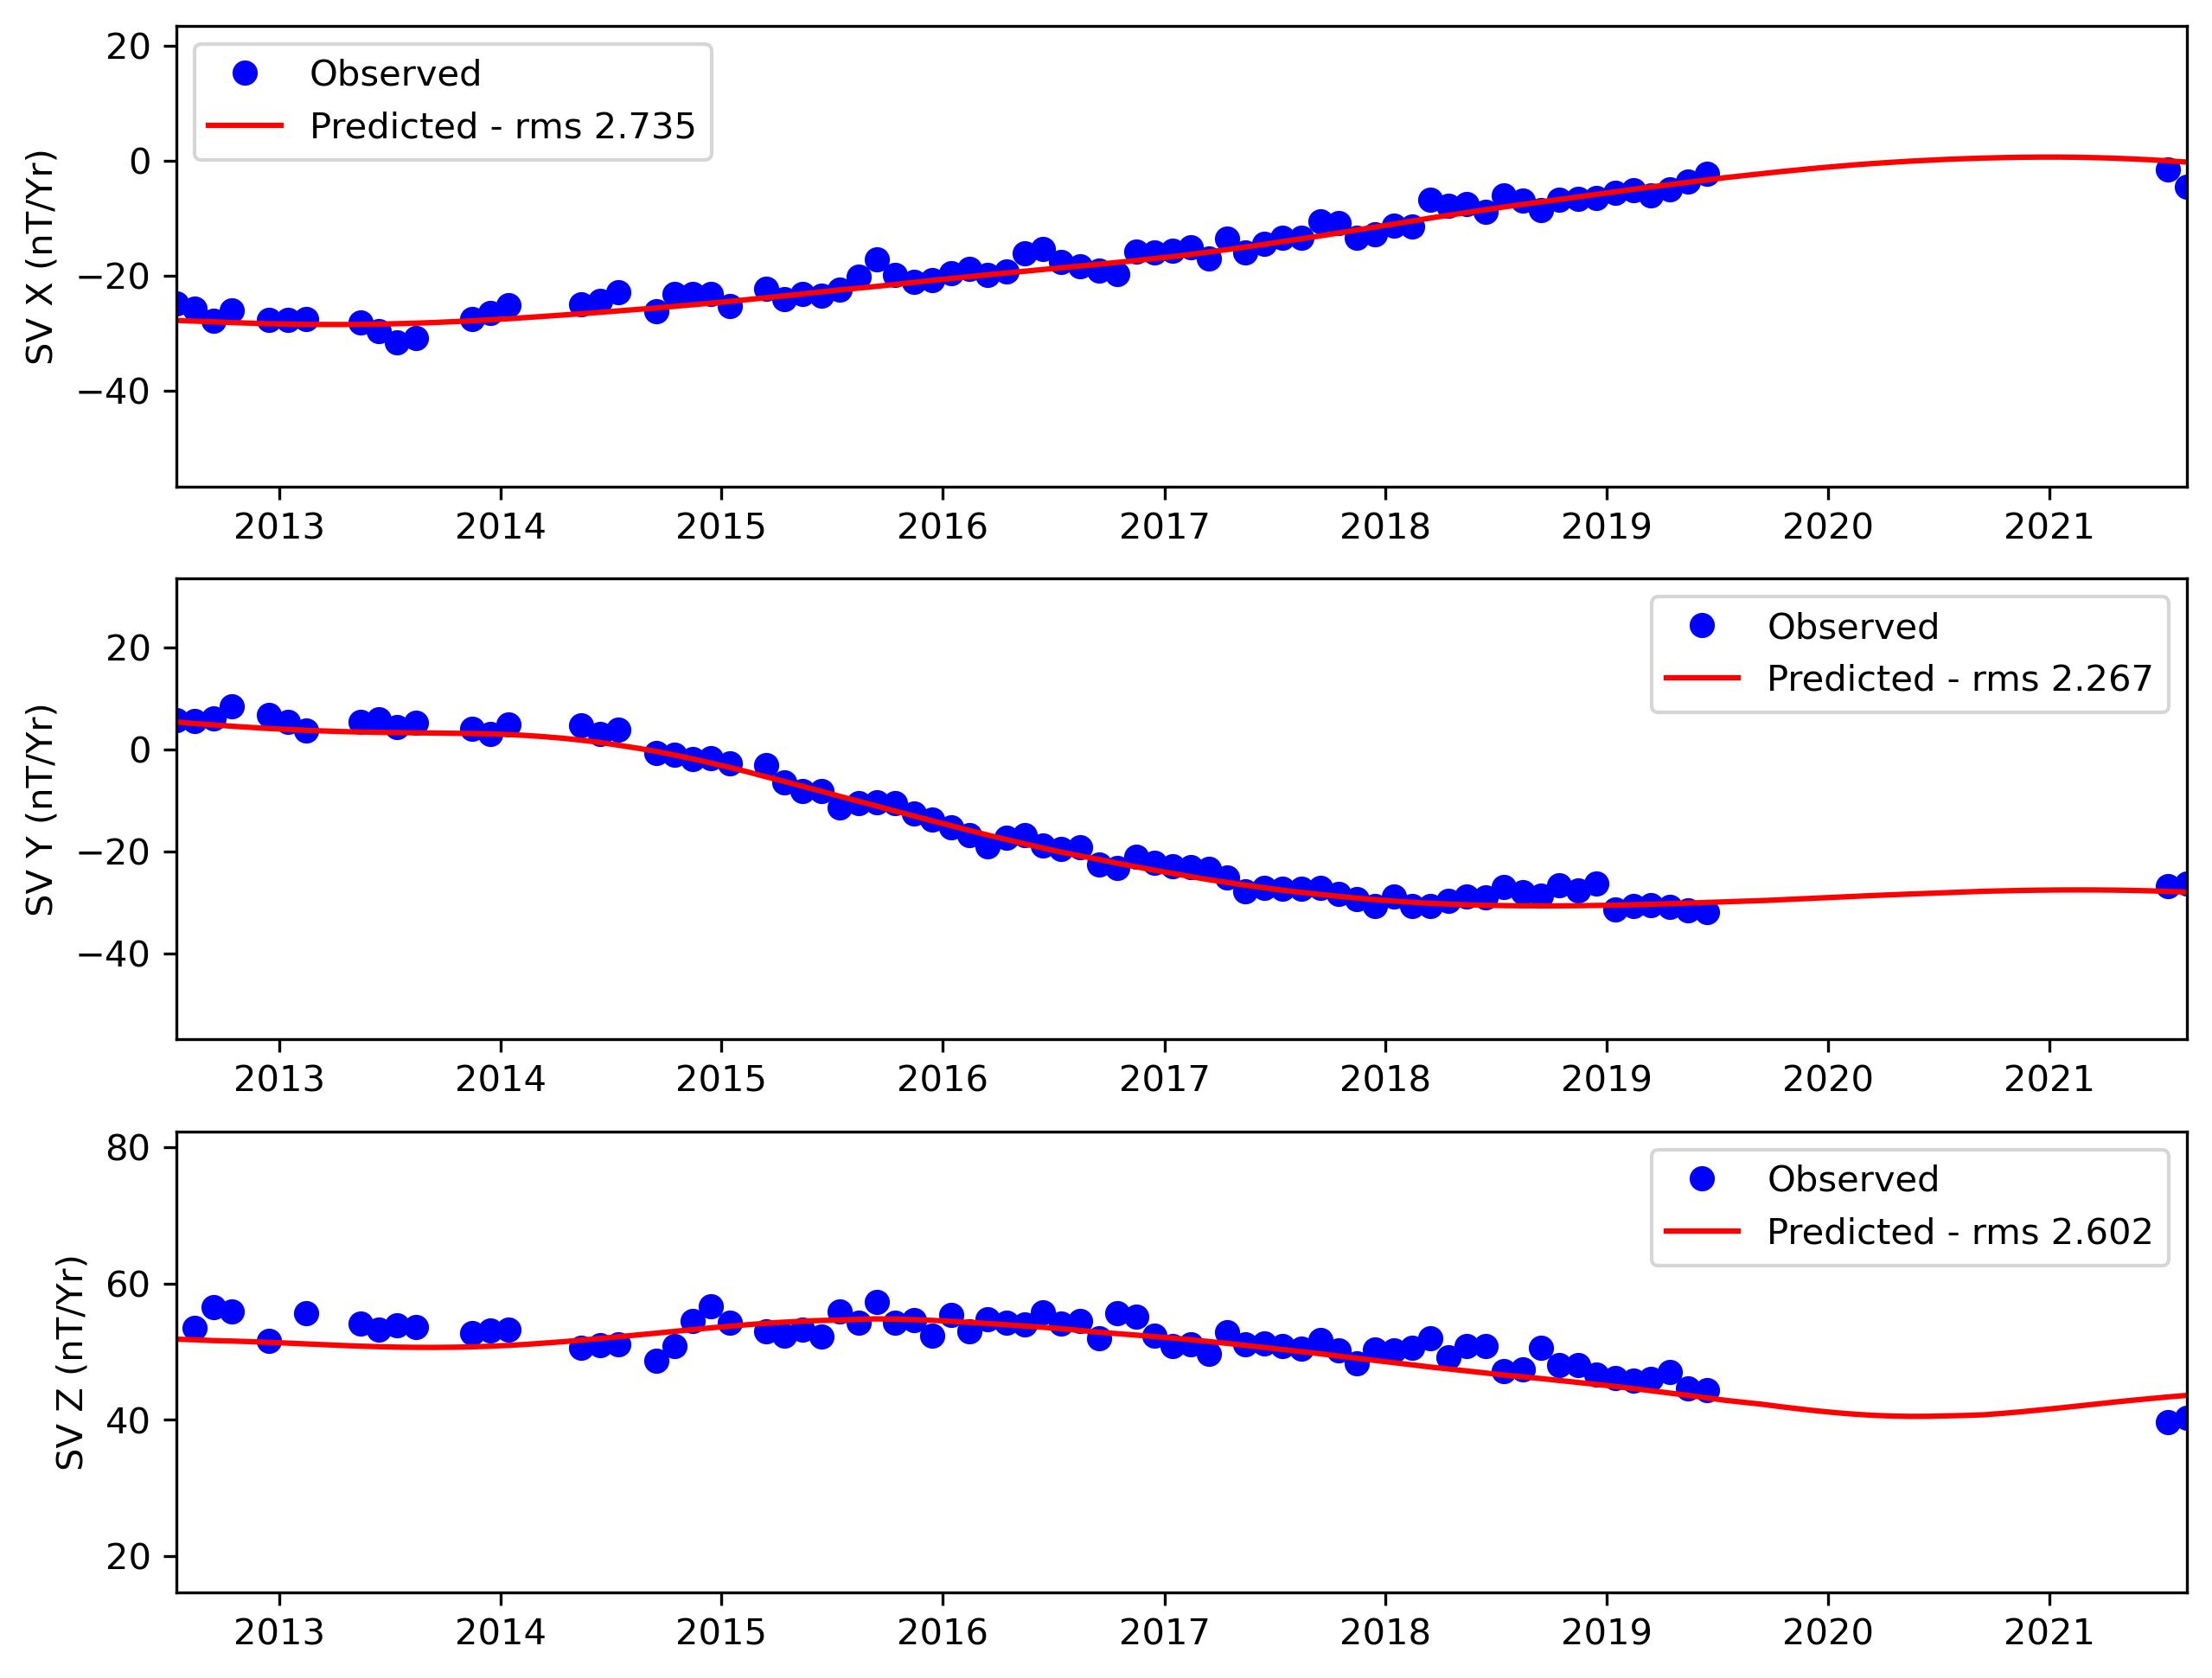 20
0
−20
−40
SV X (nT/Yr)
Observed
Predicted - rms 2.735
2013 2014 2015 2016 2017 2018 2019 2020 2021
20
0
−20
−40
SV Y (nT/Yr)
Observed
Predicted - rms 2.267
2013 2014 2015 2016 2017 2018 2019 2020 2021
80
60
40
20
SV Z (nT/Yr)
Observed
Predicted - rms 2.602
2013 2014 2015 2016 2017 2018 2019 2020 2021